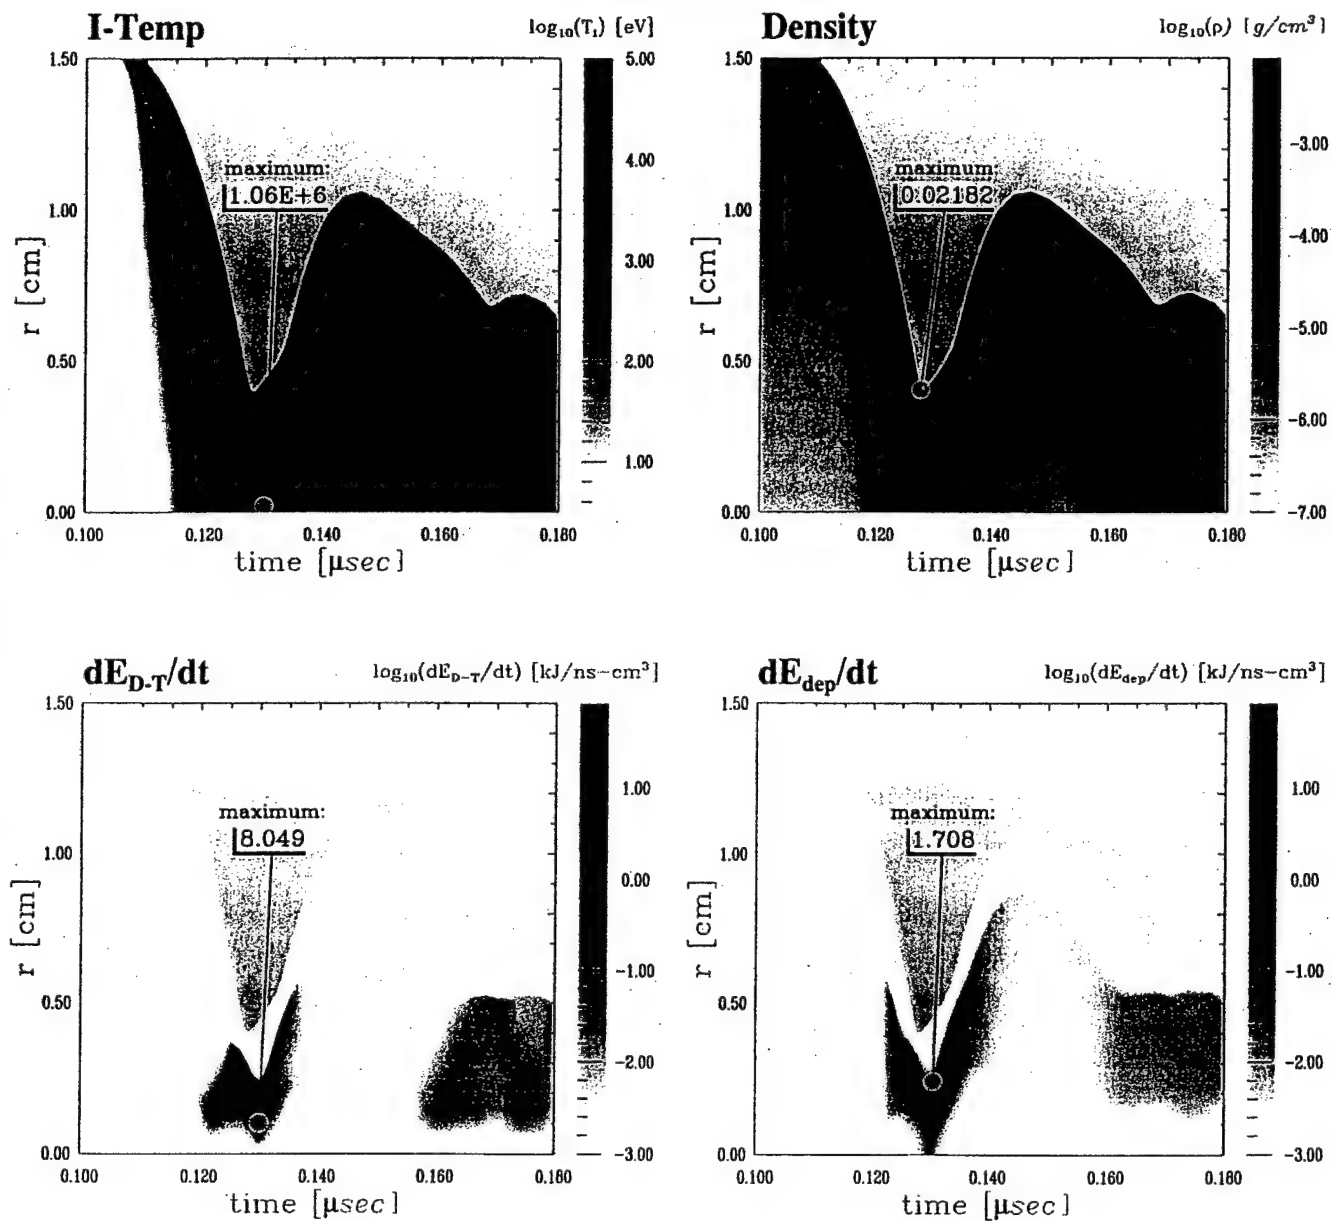 I-Temp
log₁₀(Tᵢ) [eV]
1.50
1.00
0.50
0.00
r [cm]
maximum:
1.06E+6
0.100
0.120
0.140
0.160
0.180
time [μsec]
5.00
4.00
3.00
2.00
1.00
Density
log₁₀(ρ) [g/cm³]
1.50
1.00
0.50
0.00
r [cm]
maximum:
0.02182
0.100
0.120
0.130
0.140
0.160
0.180
time [μsec]
−3.00
−4.00
−5.00
−6.00
−7.00
dE_D-T/dt
log₁₀(dE_D-T/dt) [kJ/ns−cm³]
1.50
1.00
0.50
0.00
r [cm]
maximum:
8.049
0.100
0.120
0.140
0.160
0.180
time [μsec]
1.00
0.00
−1.00
−2.00
−3.00
dE_dep/dt
log₁₀(dE_dep/dt) [kJ/ns−cm³]
1.50
1.00
0.50
0.00
r [cm]
maximum:
1.708
0.100
0.120
0.140
0.160
0.180
time [μsec]
1.00
0.00
−1.00
−2.00
−3.00